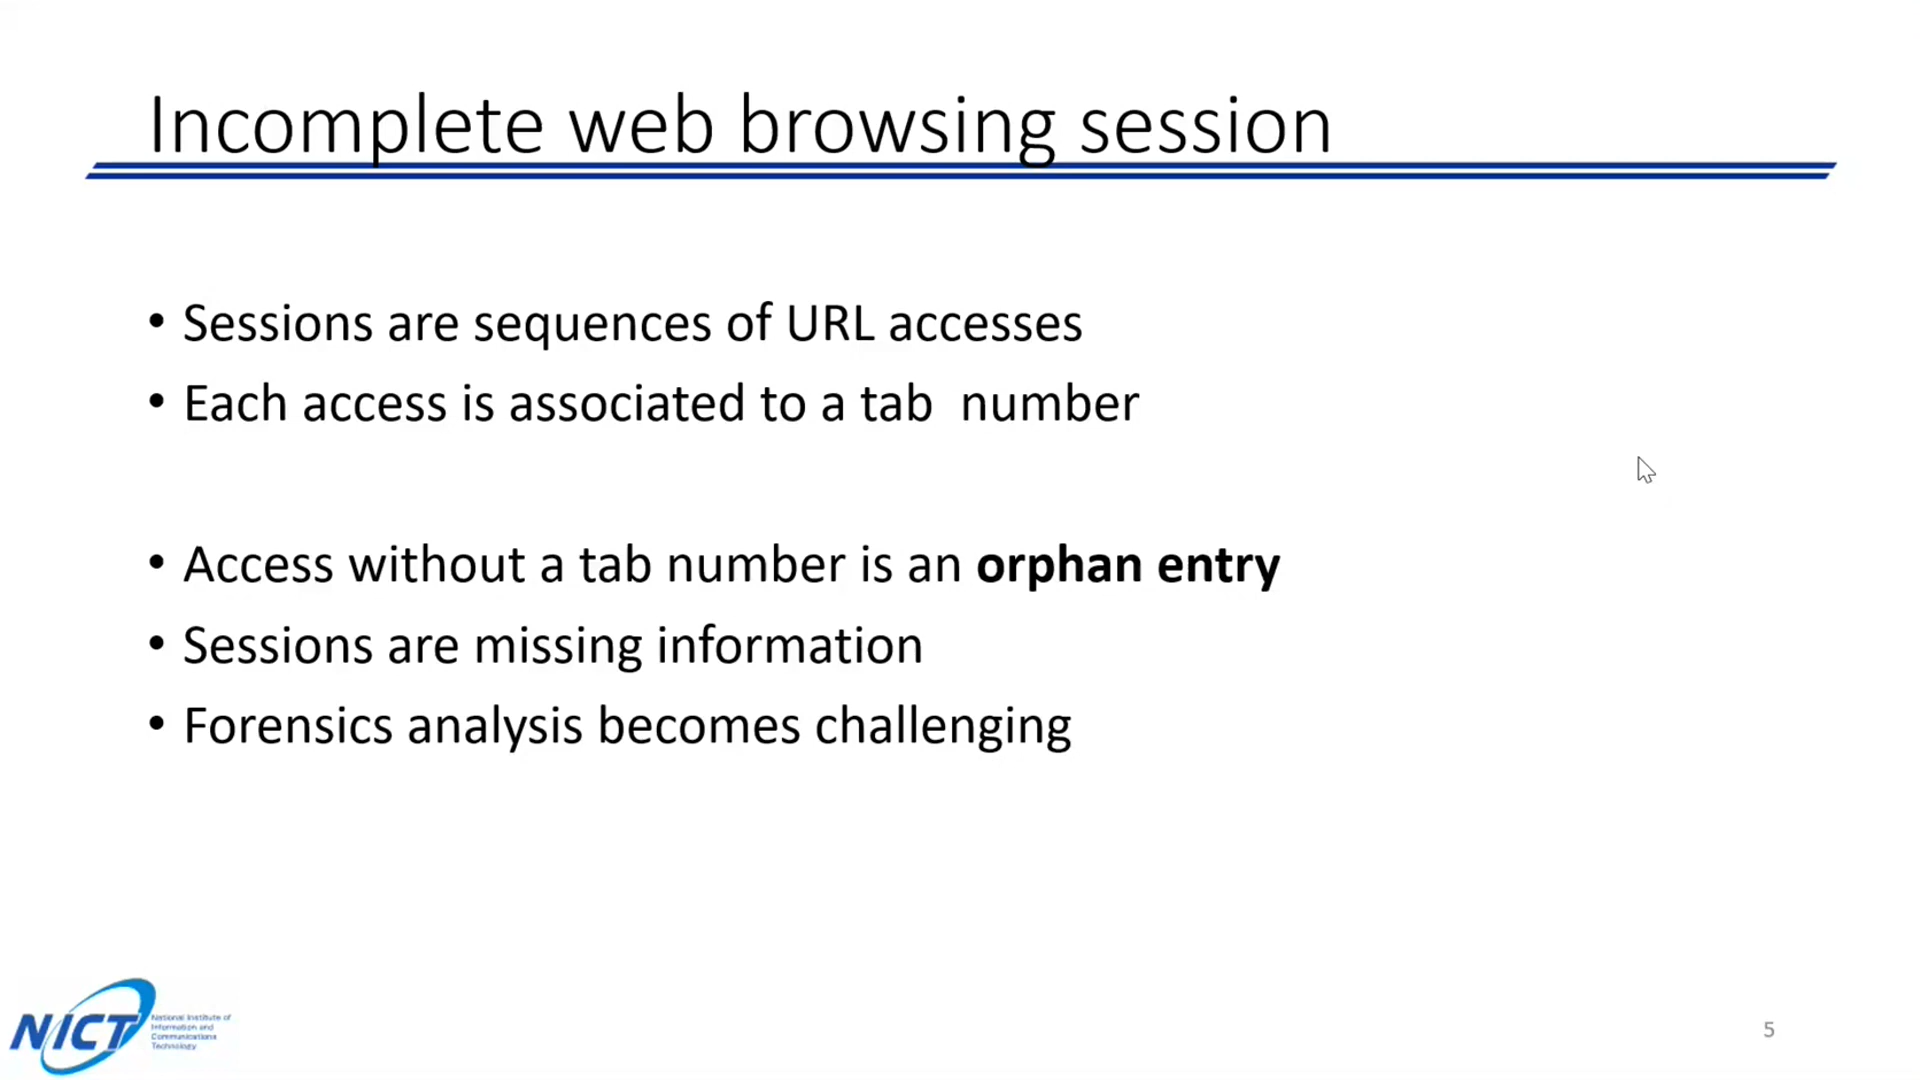 Incomplete web browsing session
• Sessions are sequences of URL accesses
• Each access is associated to a tab  number
• Access without a tab number is an orphan entry
• Sessions are missing information
• Forensics analysis becomes challenging
NICT
National Institute of
Information and
Communications
Technology
5